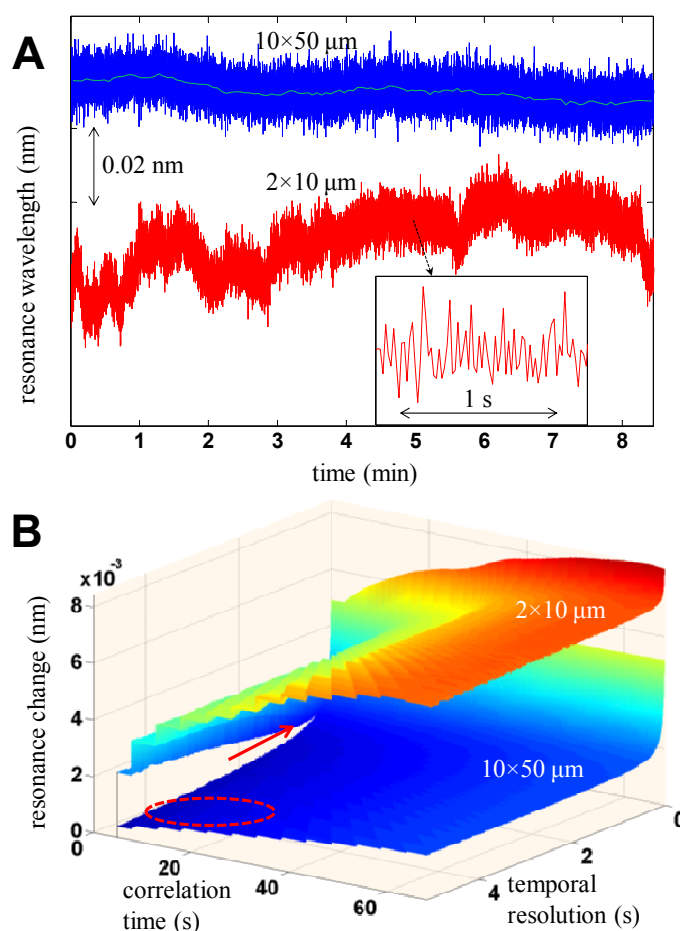 A
10×50 μm
0.02 nm
2×10 μm
1 s
resonance wavelength (nm)
0 1 2 3 4 5 6 7 8
time (min)
B
x10⁻³
8
6
4
2
0
resonance change (nm)
2×10 μm
10×50 μm
0 20 40 60
correlation time (s)
4 2 0
temporal resolution (s)